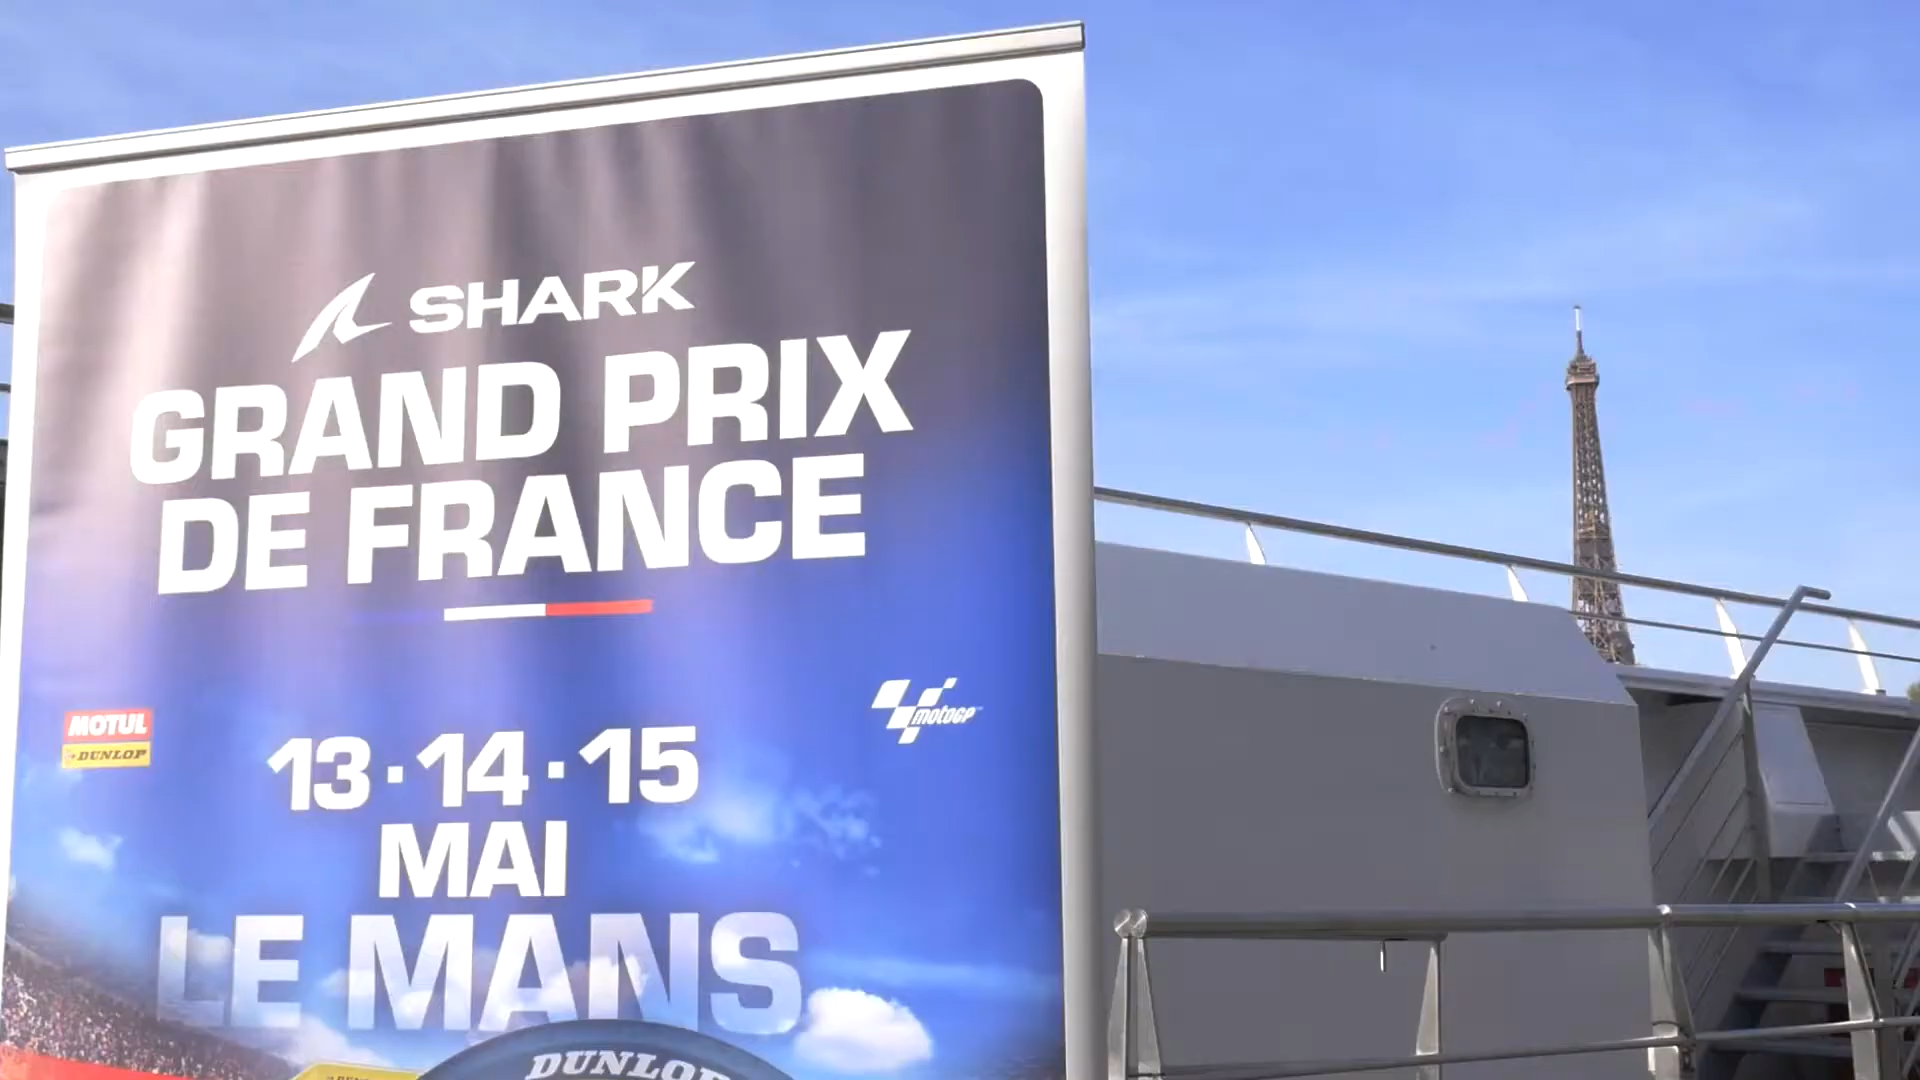 SHARK
GRAND PRIX
DE FRANCE
MOTUL
DUNLOP
motoGP
13·14·15
MAI
LE MANS
DUNLOP